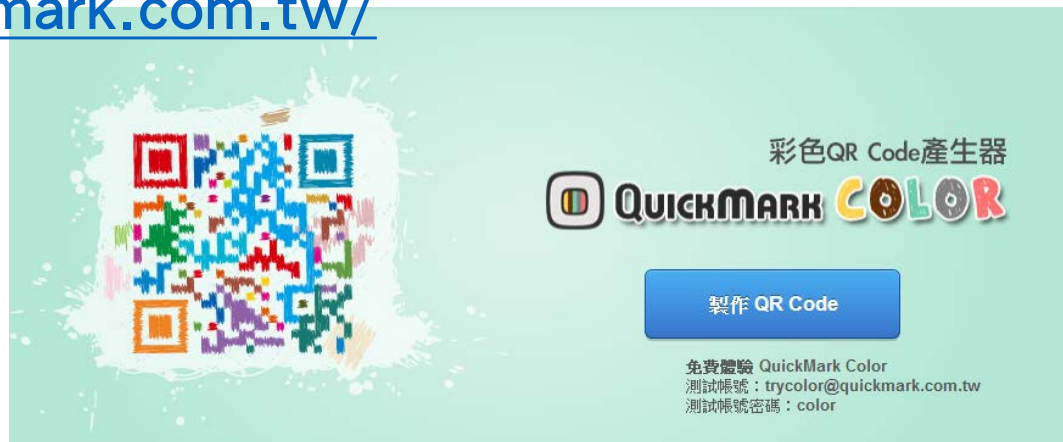 mark.com.tw/
彩色QR Code產生器
QUICKMARK COLOR
製作 QR Code
免費體驗 QuickMark Color
測試帳號：trycolor@quickmark.com.tw
測試帳號密碼：color